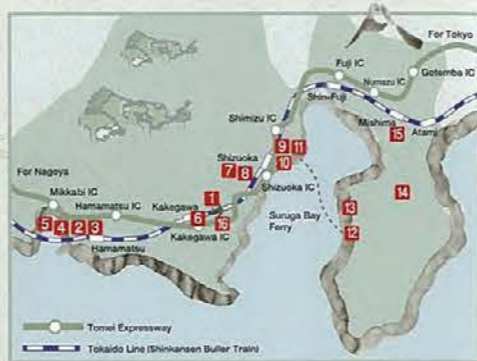 For Tokyo
Fuji IC
Gotemba IC
Numazu IC
Shin-Fuji
Shimizu IC
Mishima
Atami
15
9
11
10
Shizuoka
7
8
Shizuoka IC
For Nagoya
Mikkabi IC
Hamamatsu IC
Kakegawa
1
6
16
Kakegawa IC
5
4
2
3
Hamamatsu
Suruga Bay
Ferry
14
13
12
Tomei Expressway
Tokaido Line (Shinkansen Buller Train)